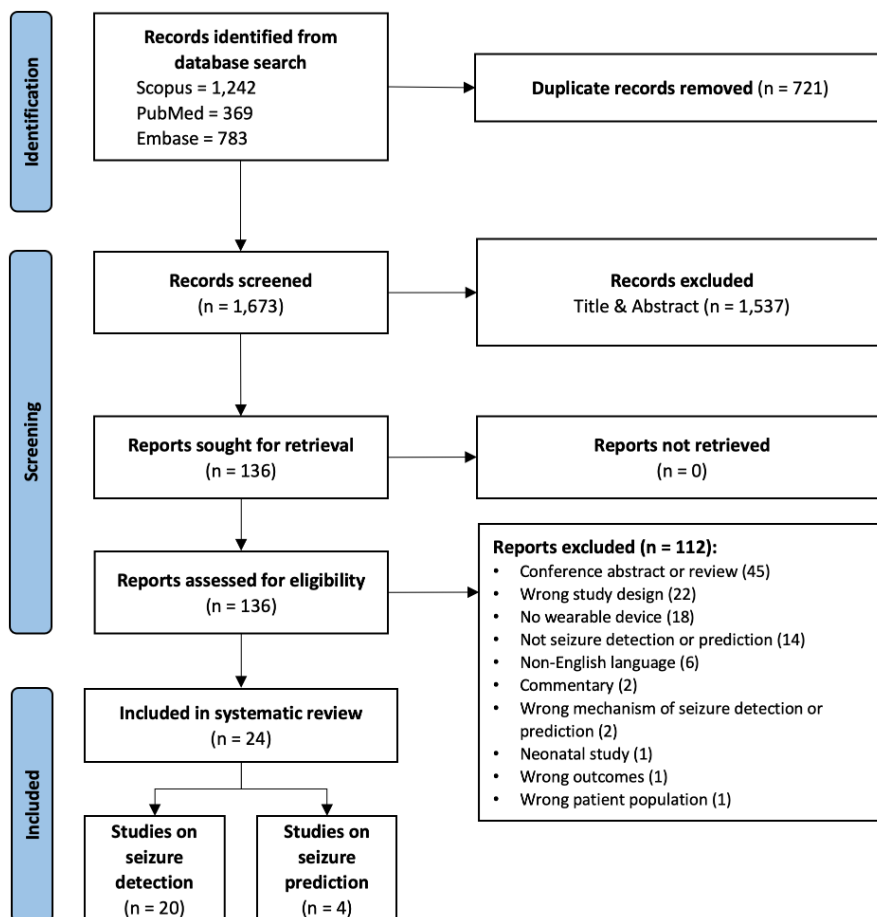 Identification
Records identified from
database search
Scopus = 1,242
PubMed = 369
Embase = 783
Duplicate records removed (n = 721)
Screening
Records screened
(n = 1,673)
Records excluded
Title & Abstract (n = 1,537)
Reports sought for retrieval
(n = 136)
Reports not retrieved
(n = 0)
Reports assessed for eligibility
(n = 136)
Reports excluded (n = 112):
• Conference abstract or review (45)
• Wrong study design (22)
• No wearable device (18)
• Not seizure detection or prediction (14)
• Non-English language (6)
• Commentary (2)
• Wrong mechanism of seizure detection or
prediction (2)
• Neonatal study (1)
• Wrong outcomes (1)
• Wrong patient population (1)
Included
Included in systematic review
(n = 24)
Studies on
seizure
detection
(n = 20)
Studies on
seizure
prediction
(n = 4)